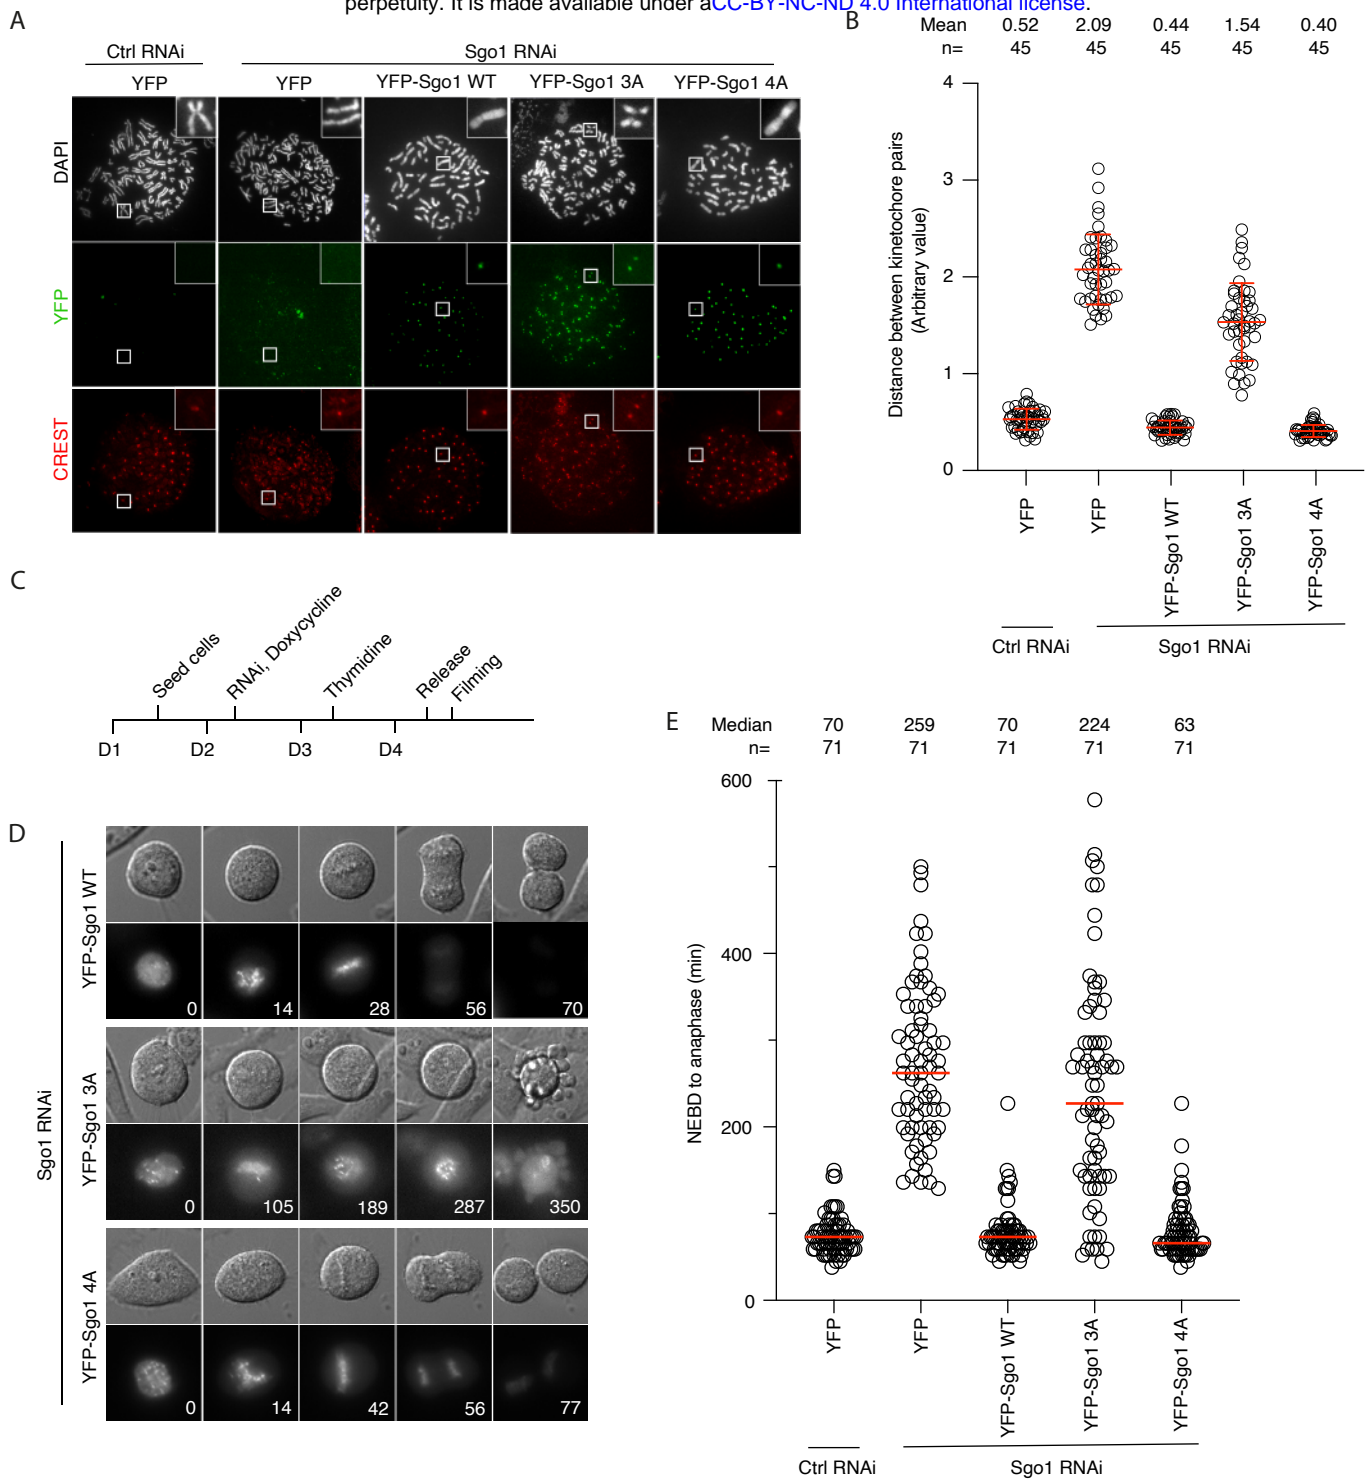 perpetuity. It is made available under aCC-BY-NC-ND 4.0 International license.
A
Ctrl RNAi
Sgo1 RNAi
YFP
YFP
YFP-Sgo1 WT
YFP-Sgo1 3A
YFP-Sgo1 4A
DAPI
YFP
CREST
B
Mean 0.52 2.09 0.44 1.54 0.40
n= 45 45 45 45 45
Distance between kinetochore pairs
(Arbitrary value)
4
3
2
1
0
YFP
YFP
YFP-Sgo1 WT
YFP-Sgo1 3A
YFP-Sgo1 4A
Ctrl RNAi
Sgo1 RNAi
C
Seed cells
RNAi, Doxycycline
Thymidine
Release
Filming
D1 D2 D3 D4
D
Sgo1 RNAi
YFP-Sgo1 WT
0 14 28 56 70
YFP-Sgo1 3A
0 105 189 287 350
YFP-Sgo1 4A
0 14 42 56 77
E
Median 70 259 70 224 63
n= 71 71 71 71 71
NEBD to anaphase (min)
600
400
200
0
YFP
YFP
YFP-Sgo1 WT
YFP-Sgo1 3A
YFP-Sgo1 4A
Ctrl RNAi
Sgo1 RNAi